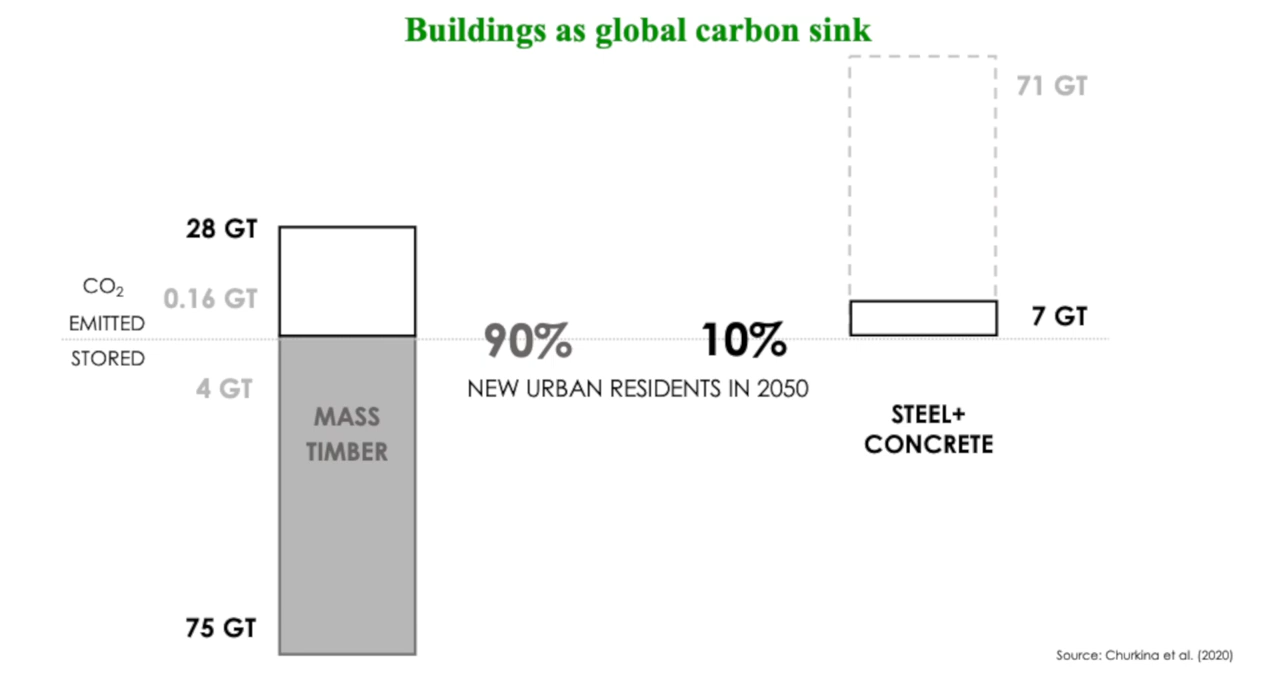 Buildings as global carbon sink
71 GT
28 GT
CO₂
0.16 GT
EMITTED
7 GT
90%
10%
STORED
4 GT
NEW URBAN RESIDENTS IN 2050
MASS
TIMBER
STEEL+
CONCRETE
75 GT
Source: Churkina et al. (2020)